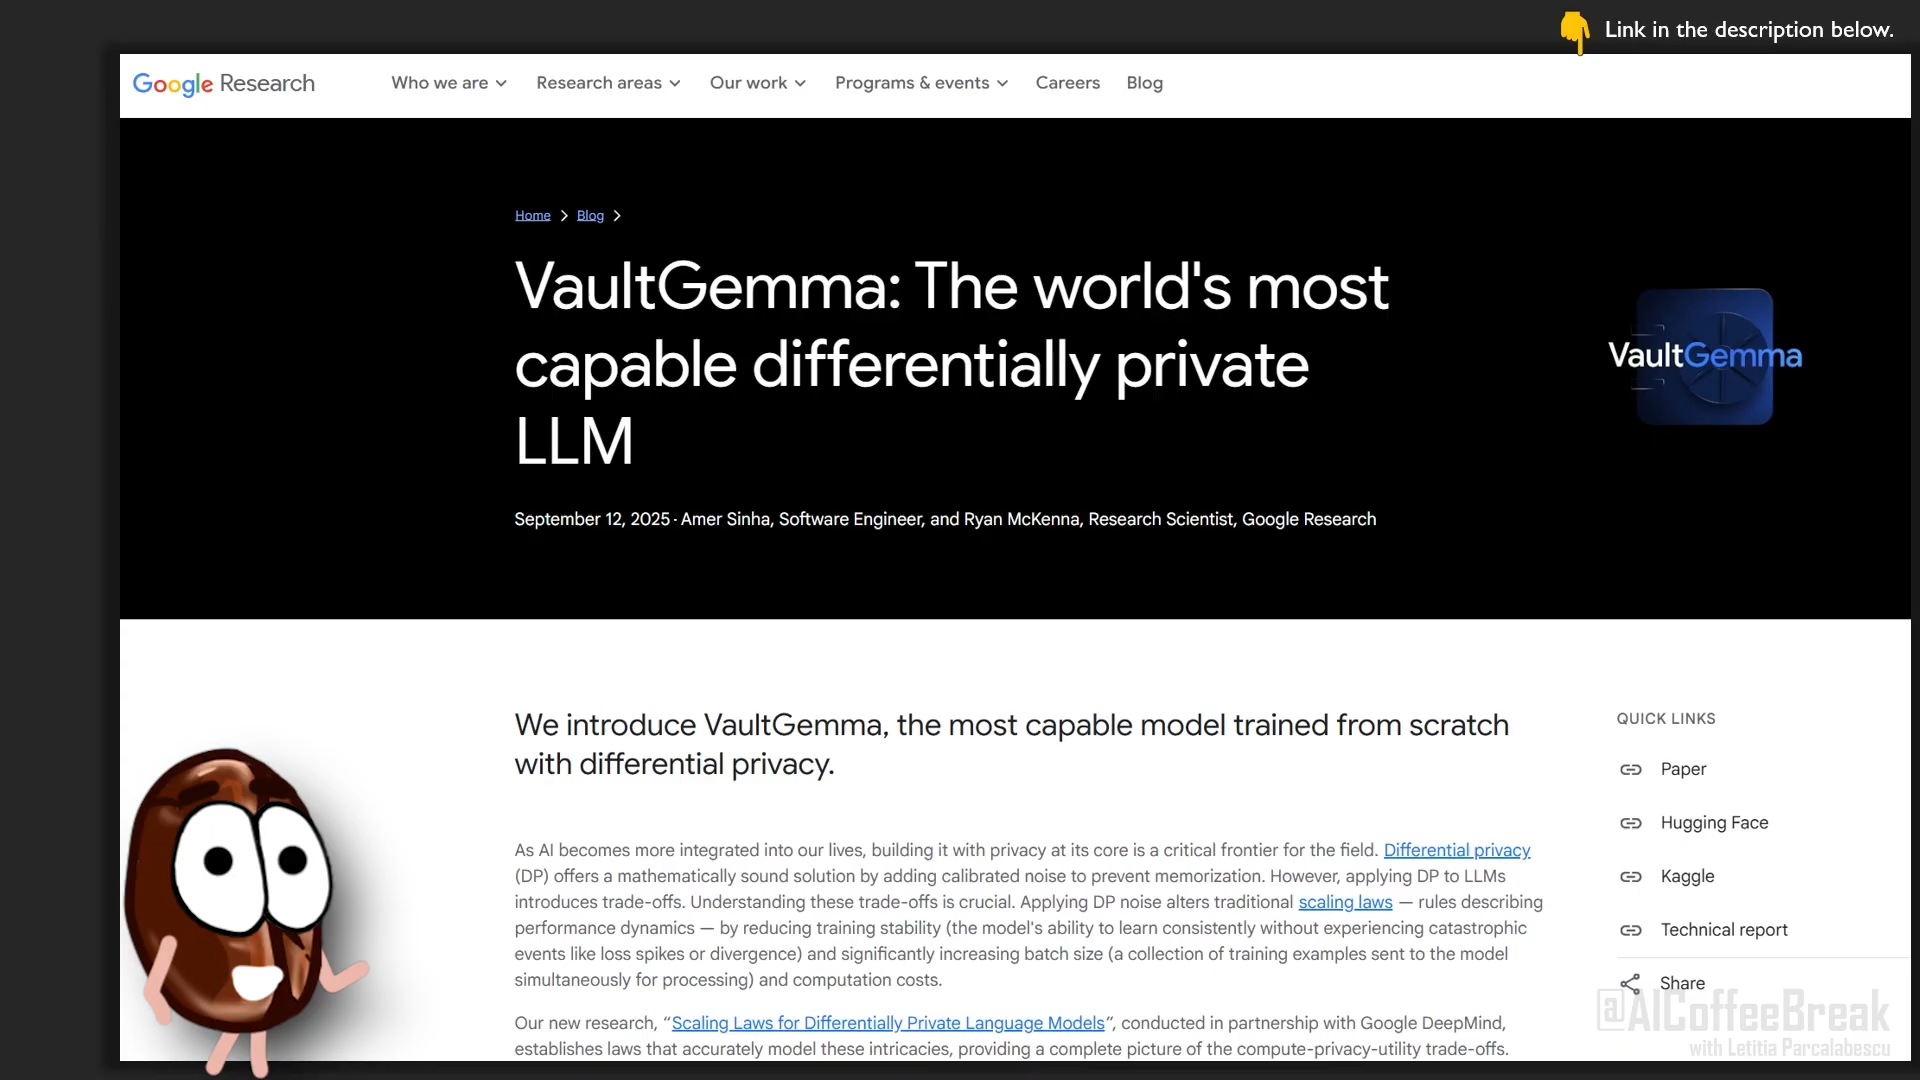 Link in the description below.
Google Research
Who we are
Research areas
Our work
Programs & events
Careers
Blog
Home
Blog
VaultGemma: The world's most
capable differentially private
LLM
VaultGemma
September 12, 2025 · Amer Sinha, Software Engineer, and Ryan McKenna, Research Scientist, Google Research
We introduce VaultGemma, the most capable model trained from scratch
with differential privacy.
As AI becomes more integrated into our lives, building it with privacy at its core is a critical frontier for the field. Differential privacy
(DP) offers a mathematically sound solution by adding calibrated noise to prevent memorization. However, applying DP to LLMs
introduces trade-offs. Understanding these trade-offs is crucial. Applying DP noise alters traditional scaling laws — rules describing
performance dynamics — by reducing training stability (the model's ability to learn consistently without experiencing catastrophic
events like loss spikes or divergence) and significantly increasing batch size (a collection of training examples sent to the model
simultaneously for processing) and computation costs.
Our new research, “Scaling Laws for Differentially Private Language Models”, conducted in partnership with Google DeepMind,
establishes laws that accurately model these intricacies, providing a complete picture of the compute-privacy-utility trade-offs.
QUICK LINKS
Paper
Hugging Face
Kaggle
Technical report
Share
@AICoffeeBreak
with Letitia Parcalabescu